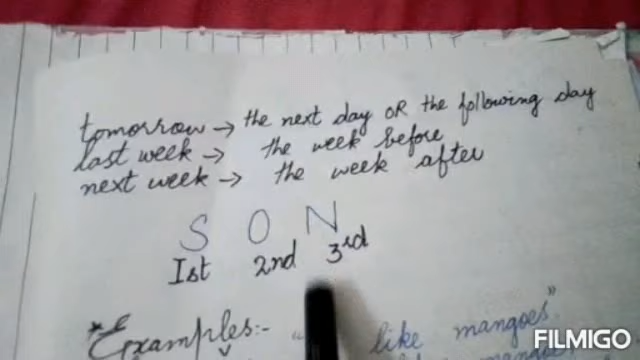 tomorrow → the next day OR the following day
last week → the week before
next week → the week after
S O N
Ist 2nd 3rd
Examples:- " like mangoes."
FILMIGO